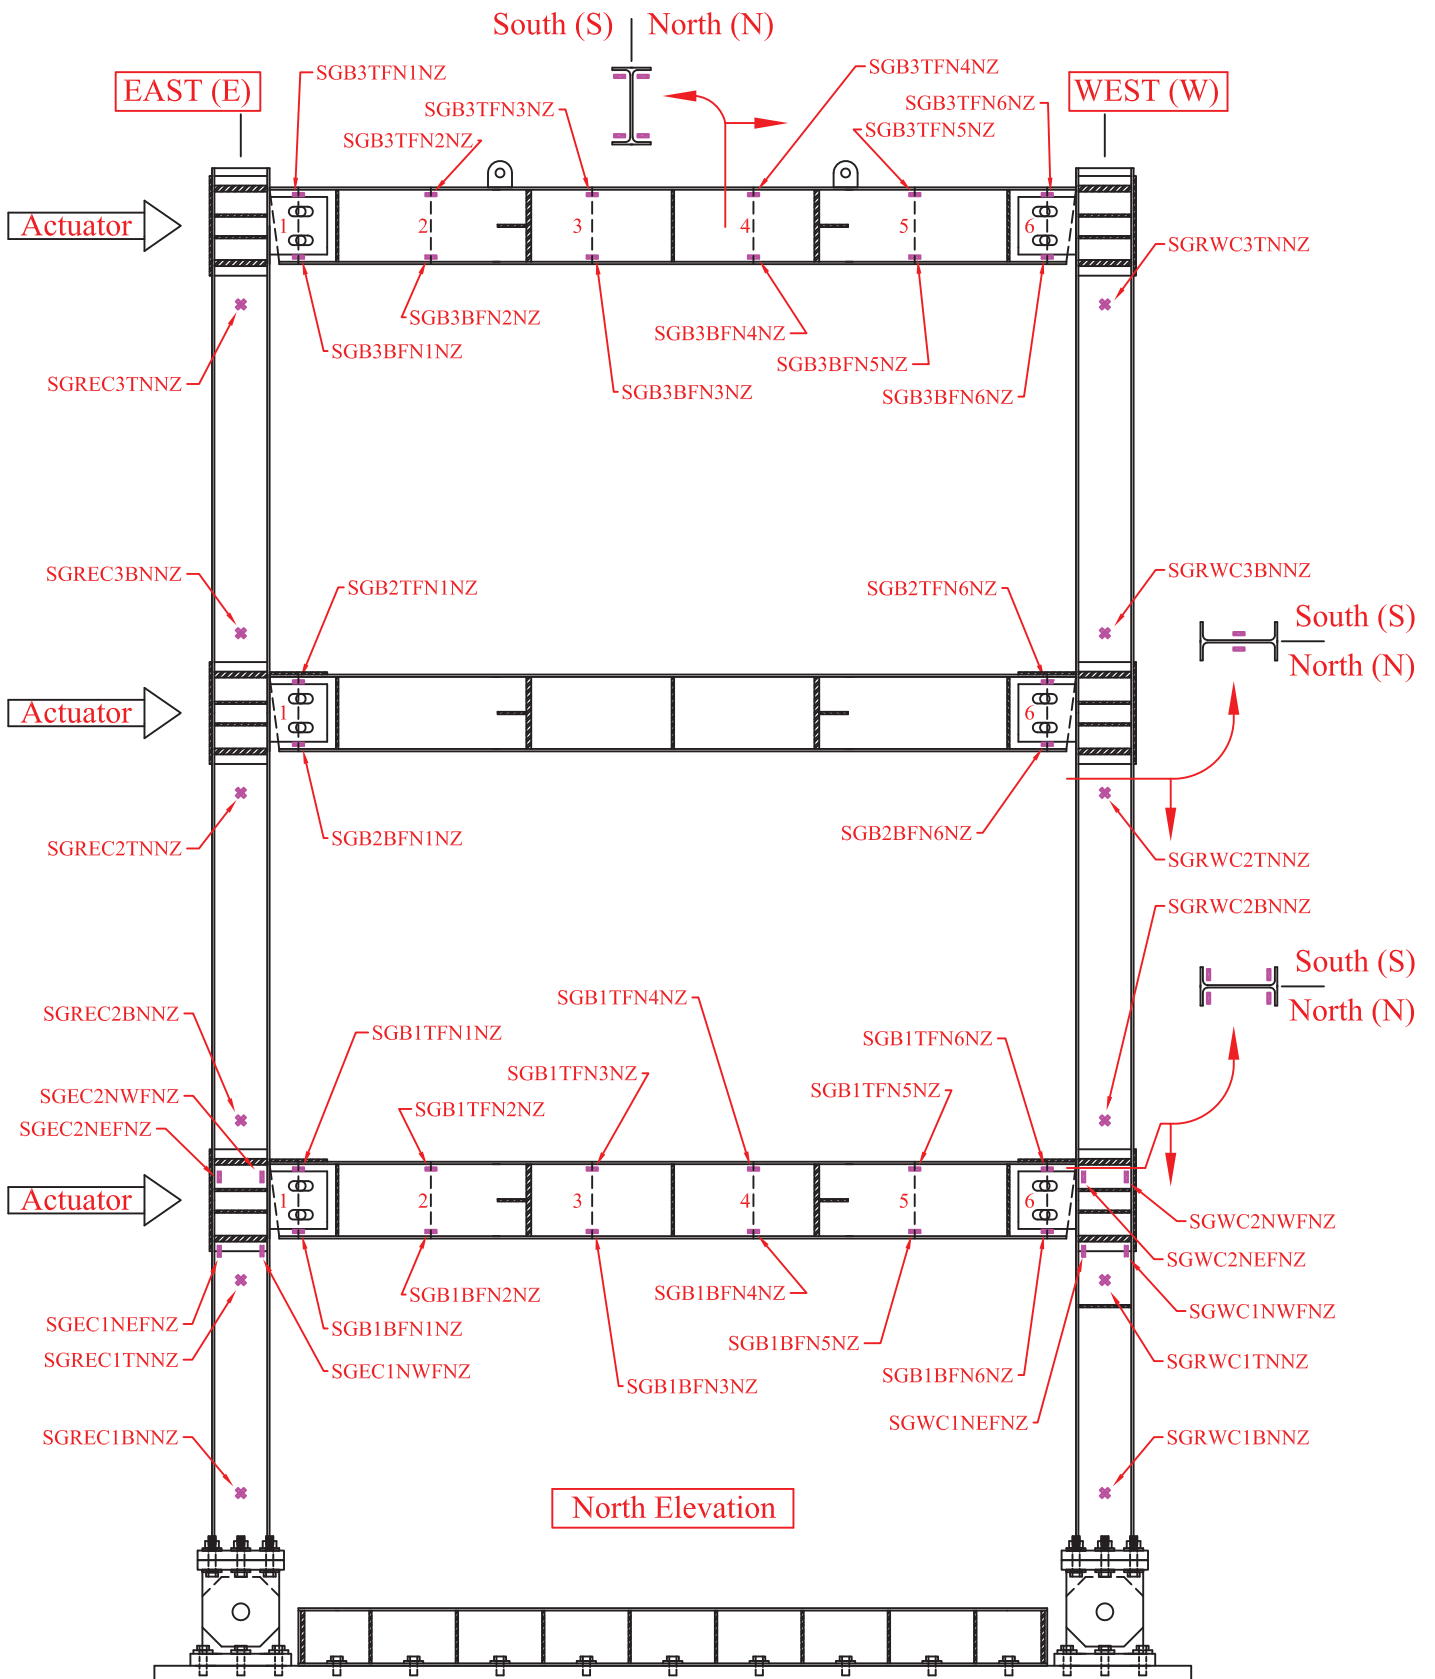 South (S) North (N)
EAST (E)
WEST (W)
SGB3TFN1NZ
SGB3TFN3NZ
SGB3TFN2NZ
SGB3TFN4NZ
SGB3TFN6NZ
SGB3TFN5NZ
Actuator
1
2
3
4
5
6
SGRWC3TNNZ
SGB3BFN2NZ
SGB3BFN1NZ
SGB3BFN4NZ
SGB3BFN5NZ
SGB3BFN3NZ
SGB3BFN6NZ
SGREC3TNNZ
SGREC3BNNZ
SGB2TFN1NZ
SGB2TFN6NZ
SGRWC3BNNZ
South (S)
North (N)
Actuator
1
6
SGREC2TNNZ
SGB2BFN1NZ
SGB2BFN6NZ
SGRWC2TNNZ
SGRWC2BNNZ
South (S)
North (N)
SGREC2BNNZ
SGB1TFN1NZ
SGB1TFN4NZ
SGB1TFN6NZ
SGEC2NWFNZ
SGB1TFN3NZ
SGB1TFN5NZ
SGB1TFN2NZ
SGEC2NEFNZ
Actuator
1
2
3
4
5
6
SGWC2NWFNZ
SGWC2NEFNZ
SGB1BFN2NZ
SGB1BFN4NZ
SGWC1NWFNZ
SGEC1NEFNZ
SGB1BFN1NZ
SGB1BFN5NZ
SGREC1TNNZ
SGRWC1TNNZ
SGEC1NWFNZ
SGB1BFN3NZ
SGB1BFN6NZ
SGWC1NEFNZ
SGREC1BNNZ
SGRWC1BNNZ
North Elevation